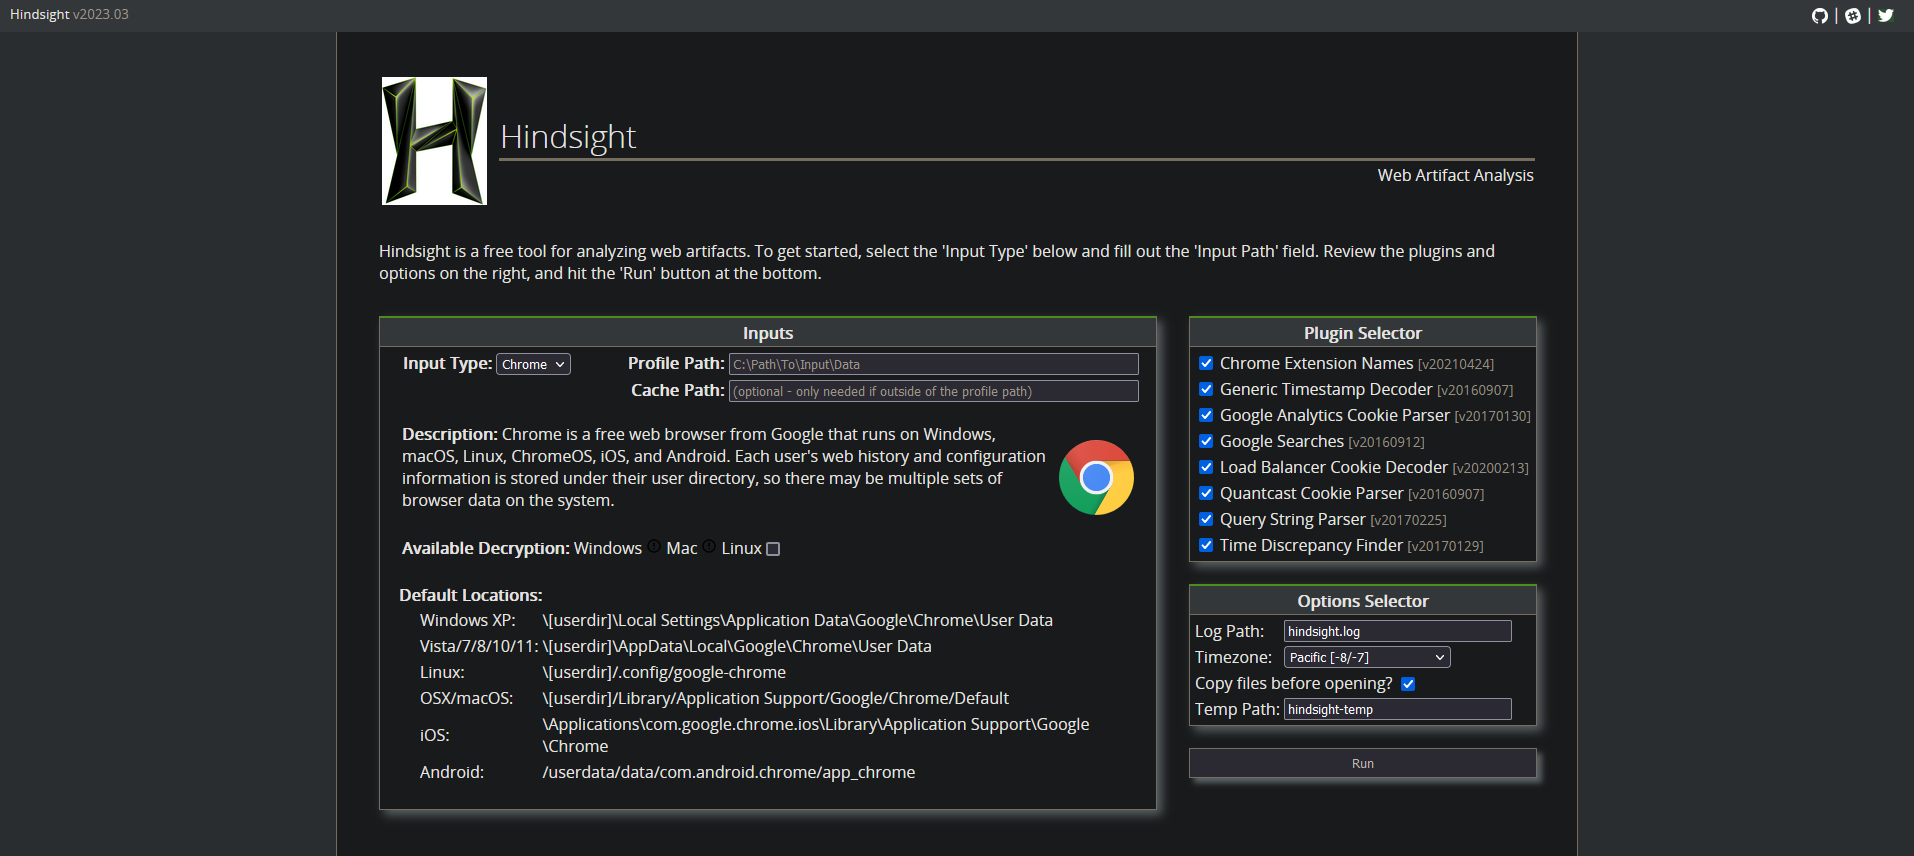 Hindsight v2023.03
Hindsight
Web Artifact Analysis
Hindsight is a free tool for analyzing web artifacts. To get started, select the 'Input Type' below and fill out the 'Input Path' field. Review the plugins and
options on the right, and hit the 'Run' button at the bottom.
Inputs
Input Type: Chrome
Profile Path: C:\Path\To\Input\Data
Cache Path: (optional - only needed if outside of the profile path)
Description: Chrome is a free web browser from Google that runs on Windows,
macOS, Linux, ChromeOS, iOS, and Android. Each user's web history and configuration
information is stored under their user directory, so there may be multiple sets of
browser data on the system.
Available Decryption: Windows Mac Linux
Default Locations:
Windows XP: \[userdir]\Local Settings\Application Data\Google\Chrome\User Data
Vista/7/8/10/11: \[userdir]\AppData\Local\Google\Chrome\User Data
Linux: \[userdir]/.config/google-chrome
OSX/macOS: \[userdir]/Library/Application Support/Google/Chrome/Default
iOS: \Applications\com.google.chrome.ios\Library\Application Support\Google
\Chrome
Android: /userdata/data/com.android.chrome/app_chrome
Plugin Selector
Chrome Extension Names [v20210424]
Generic Timestamp Decoder [v20160907]
Google Analytics Cookie Parser [v20170130]
Google Searches [v20160912]
Load Balancer Cookie Decoder [v20200213]
Quantcast Cookie Parser [v20160907]
Query String Parser [v20170225]
Time Discrepancy Finder [v20170129]
Options Selector
Log Path: hindsight.log
Timezone: Pacific [-8/-7]
Copy files before opening?
Temp Path: hindsight-temp
Run